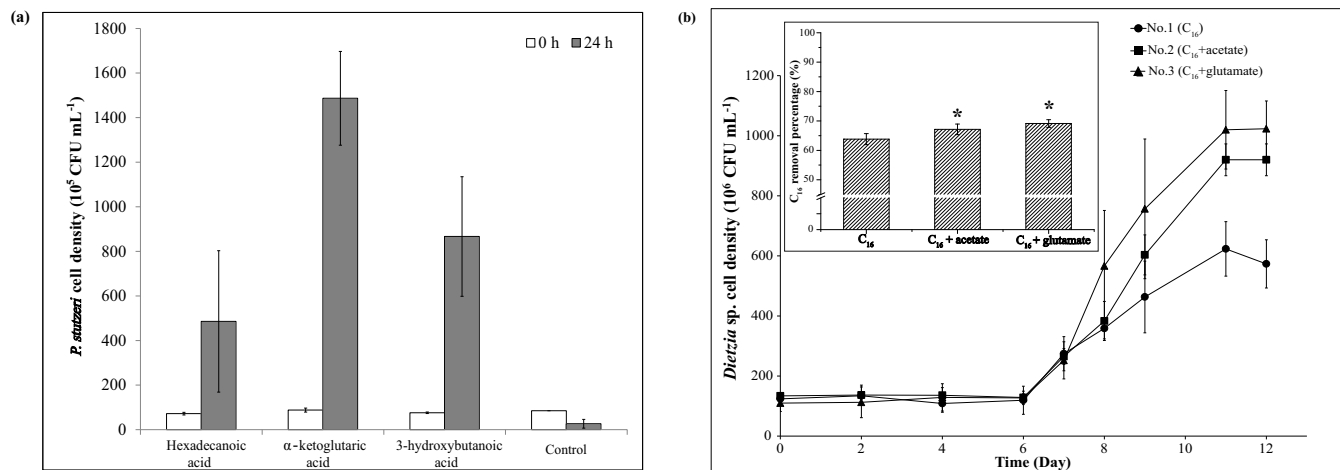 (a)
P. stutzeri cell density (10⁵ CFU mL⁻¹)
1800
1600
1400
1200
1000
800
600
400
200
0
0 h
24 h
Hexadecanoic
acid
α-ketoglutaric
acid
3-hydroxybutanoic
acid
Control
(b)
Dietzia sp. cell density (10⁶ CFU mL⁻¹)
1200
1000
800
600
400
200
0
0
2
4
6
8
10
12
Time (Day)
No.1 (C₁₆)
No.2 (C₁₆+acetate)
No.3 (C₁₆+glutamate)
C₁₆ removal percentage (%)
100
90
80
70
60
50
0
*
*
C₁₆
C₁₆ + acetate
C₁₆ + glutamate